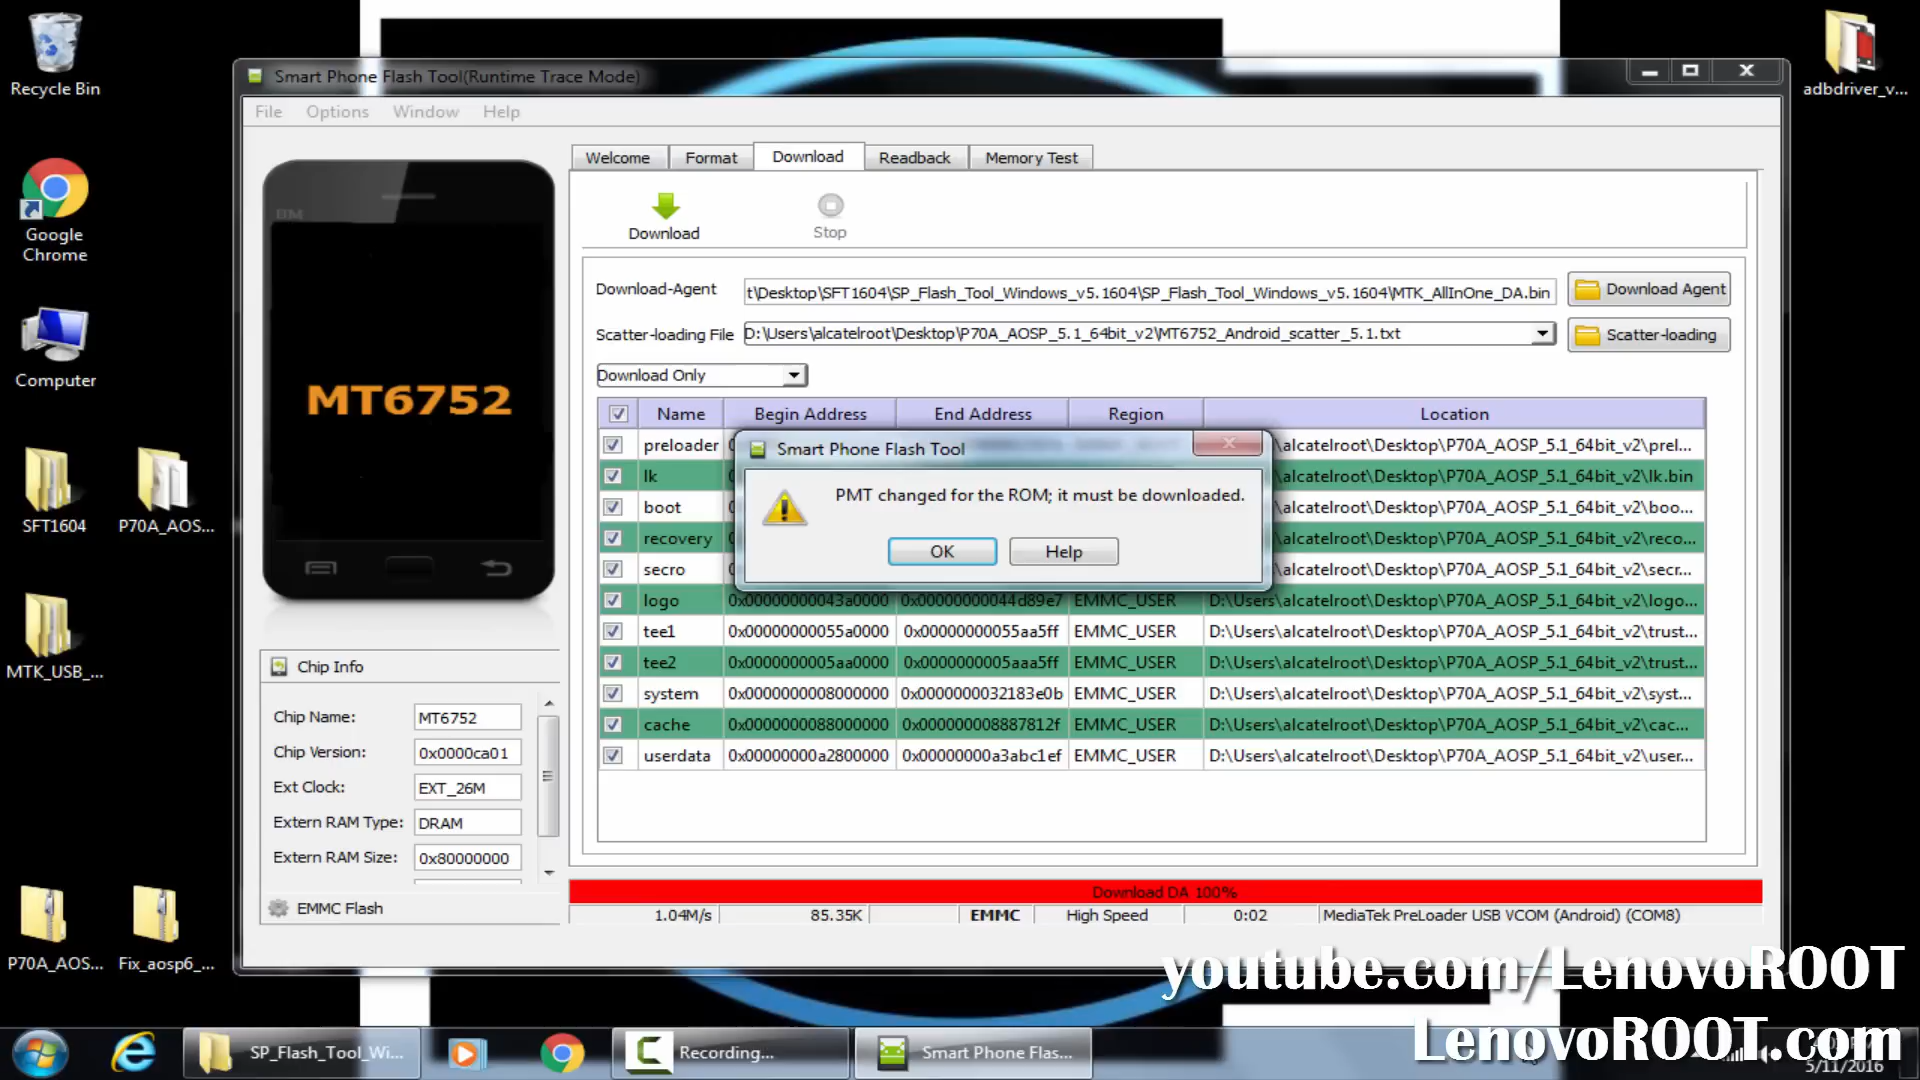 Recycle Bin
Google
Chrome
Computer
SFT1604
P70A_AOS...
MTK_USB_...
P70A_AOS...
Fix_aosp6_...
adbdriver_v...
Smart Phone Flash Tool(Runtime Trace Mode)
File Options Window Help
BM
MT6752
Chip Info
Chip Name: MT6752
Chip Version: 0x0000ca01
Ext Clock: EXT_26M
Extern RAM Type: DRAM
Extern RAM Size: 0x80000000
EMMC Flash
Welcome Format Download Readback Memory Test
Download Stop
Download-Agent t\Desktop\SFT1604\SP_Flash_Tool_Windows_v5.1604\SP_Flash_Tool_Windows_v5.1604\MTK_AllInOne_DA.bin Download Agent
Scatter-loading File D:\Users\alcatelroot\Desktop\P70A_AOSP_5.1_64bit_v2\MT6752_Android_scatter_5.1.txt Scatter-loading
Download Only
Name Begin Address End Address Region Location
preloader \alcatelroot\Desktop\P70A_AOSP_5.1_64bit_v2\prel...
lk \alcatelroot\Desktop\P70A_AOSP_5.1_64bit_v2\lk.bin
boot \alcatelroot\Desktop\P70A_AOSP_5.1_64bit_v2\boo...
recovery \alcatelroot\Desktop\P70A_AOSP_5.1_64bit_v2\reco...
secro \alcatelroot\Desktop\P70A_AOSP_5.1_64bit_v2\secr...
logo 0x00000000043a0000 0x00000000044d89e7 EMMC_USER D:\Users\alcatelroot\Desktop\P70A_AOSP_5.1_64bit_v2\logo...
tee1 0x00000000055a0000 0x00000000055aa5ff EMMC_USER D:\Users\alcatelroot\Desktop\P70A_AOSP_5.1_64bit_v2\trust...
tee2 0x0000000005aa0000 0x0000000005aaa5ff EMMC_USER D:\Users\alcatelroot\Desktop\P70A_AOSP_5.1_64bit_v2\trust...
system 0x0000000008000000 0x0000000032183e0b EMMC_USER D:\Users\alcatelroot\Desktop\P70A_AOSP_5.1_64bit_v2\syst...
cache 0x0000000088000000 0x000000008887812f EMMC_USER D:\Users\alcatelroot\Desktop\P70A_AOSP_5.1_64bit_v2\cac...
userdata 0x00000000a2800000 0x00000000a3abc1ef EMMC_USER D:\Users\alcatelroot\Desktop\P70A_AOSP_5.1_64bit_v2\user...
Smart Phone Flash Tool
PMT changed for the ROM; it must be downloaded.
OK Help
Download DA 100%
1.04M/s 85.35K EMMC High Speed 0:02 MediaTek PreLoader USB VCOM (Android) (COM8)
youtube.com/LenovoROOT
LenovoROOT.com
SP_Flash_Tool_Wi... Recording... Smart Phone Flas...
5/11/2016